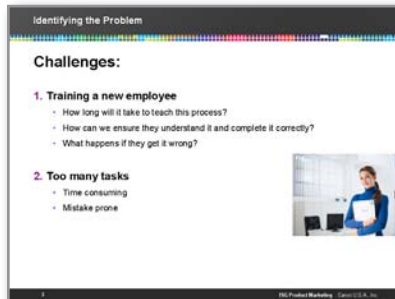 Identifying the Problem
Challenges:
1. Training a new employee
• How long will it take to teach this process?
• How can we ensure they understand it and complete it correctly?
• What happens if they get it wrong?
2. Too many tasks
• Time consuming
• Mistake prone
Product Marketing Canon U.S.A., Inc.